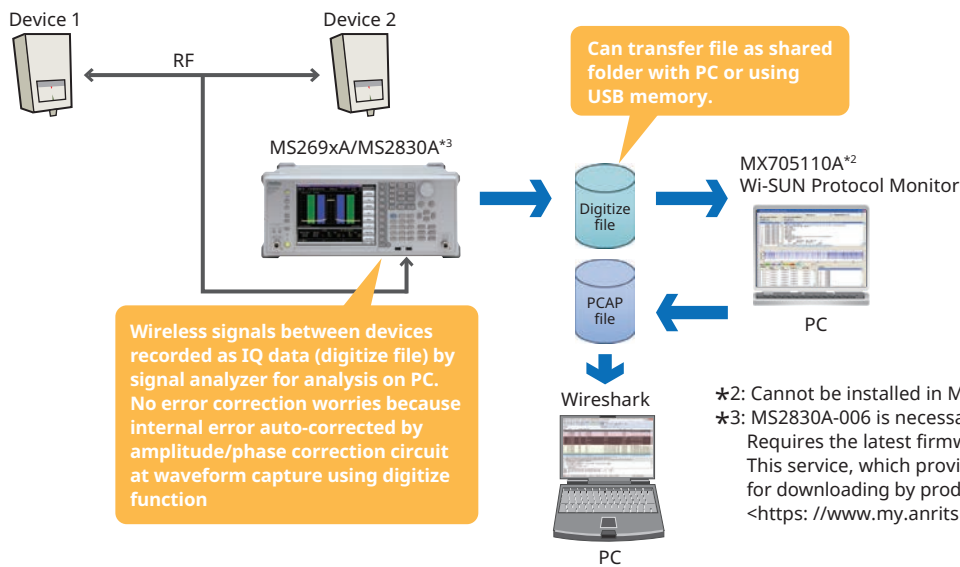 Device 1
Device 2
RF
Can transfer file as shared
folder with PC or using
USB memory.
MS269xA/MS2830A*3
MX705110A*2
Wi-SUN Protocol Monitor
Digitize
file
PCAP
file
PC
Wireless signals between devices
recorded as IQ data (digitize file) by
signal analyzer for analysis on PC.
No error correction worries because
internal error auto-corrected by
amplitude/phase correction circuit
at waveform capture using digitize
function
Wireshark
PC
*2: Cannot be installed in M
*3: MS2830A-006 is necessa
Requires the latest firmw
This service, which provi
for downloading by prod
<https: //www.my.anrits